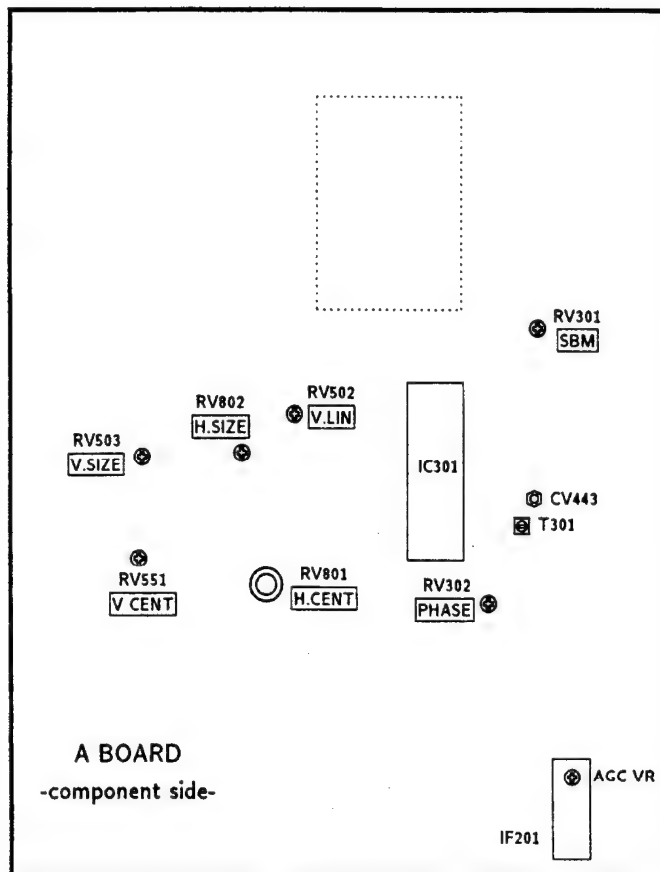 RV301
SBM
RV502
V.LIN
RV802
H.SIZE
RV503
V.SIZE
IC301
CV443
T301
RV551
V CENT
RV801
H.CENT
RV302
PHASE
A BOARD
-component side-
AGC VR
IF201